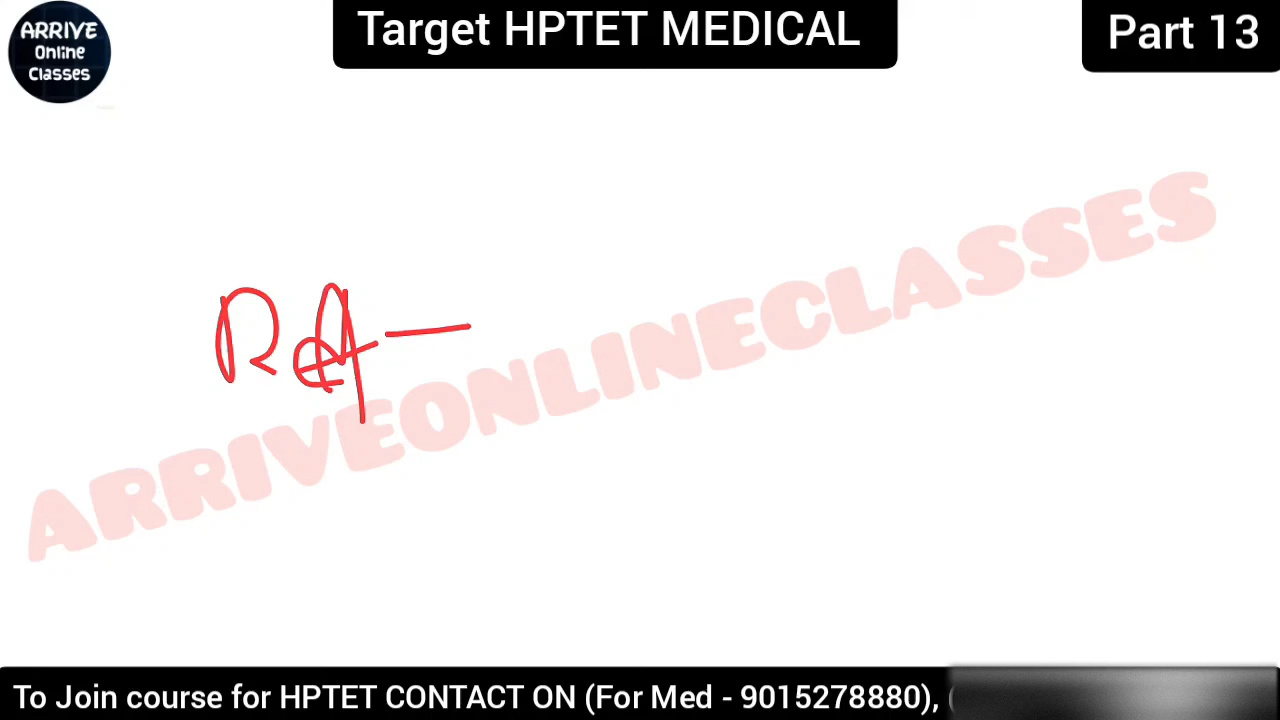 ARRIVE
Online
Classes
Target HPTET MEDICAL
Part 13
ARRIVEONLINECLASSES
To Join course for HPTET CONTACT ON (For Med - 9015278880), (